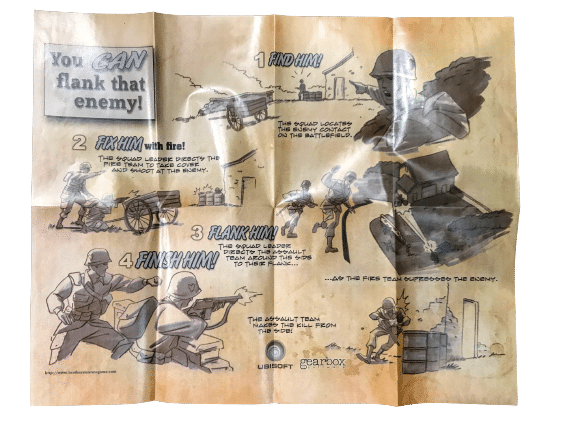 You CAN
flank that
enemy!
1 FIND HIM!
THE SQUAD LOCATES
THE ENEMY CONTACT
ON THE BATTLEFIELD.
2 FIX HIM with fire!
THE SQUAD LEADER DIRECTS THE
FIRE TEAM TO TAKE COVER
AND SHOOT AT THE ENEMY.
3 FLANK HIM!
THE SQUAD LEADER
DIRECTS THE ASSAULT
TEAM AROUND THE SIDE
TO THEIR FLANK...
...AS THE FIRE TEAM SUPRESSES THE ENEMY.
4 FINISH HIM!
THE ASSAULT TEAM
MAKES THE KILL FROM
THE SIDE!
UBISOFT
gearbox